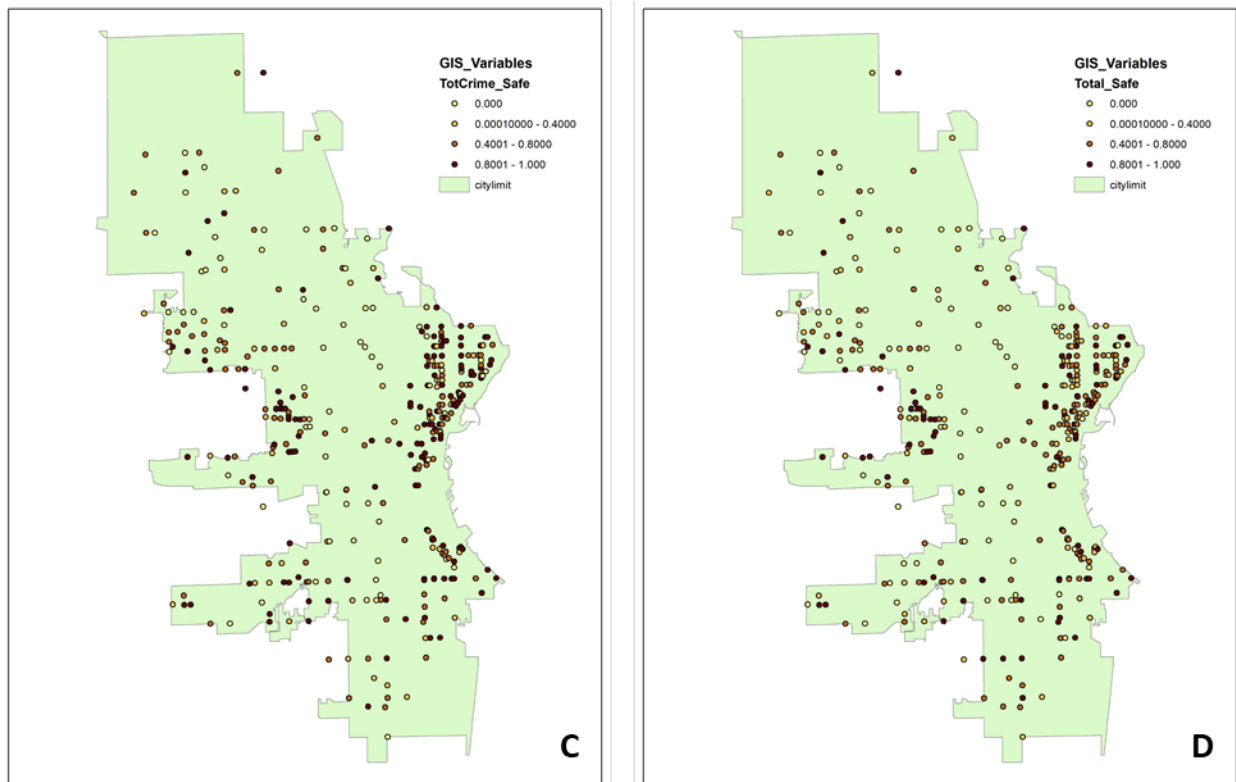 GIS_Variables
TotCrime_Safe
0.000
0.00010000 - 0.4000
0.4001 - 0.8000
0.8001 - 1.000
citylimit
C
GIS_Variables
Total_Safe
0.000
0.00010000 - 0.4000
0.4001 - 0.8000
0.8001 - 1.000
citylimit
D